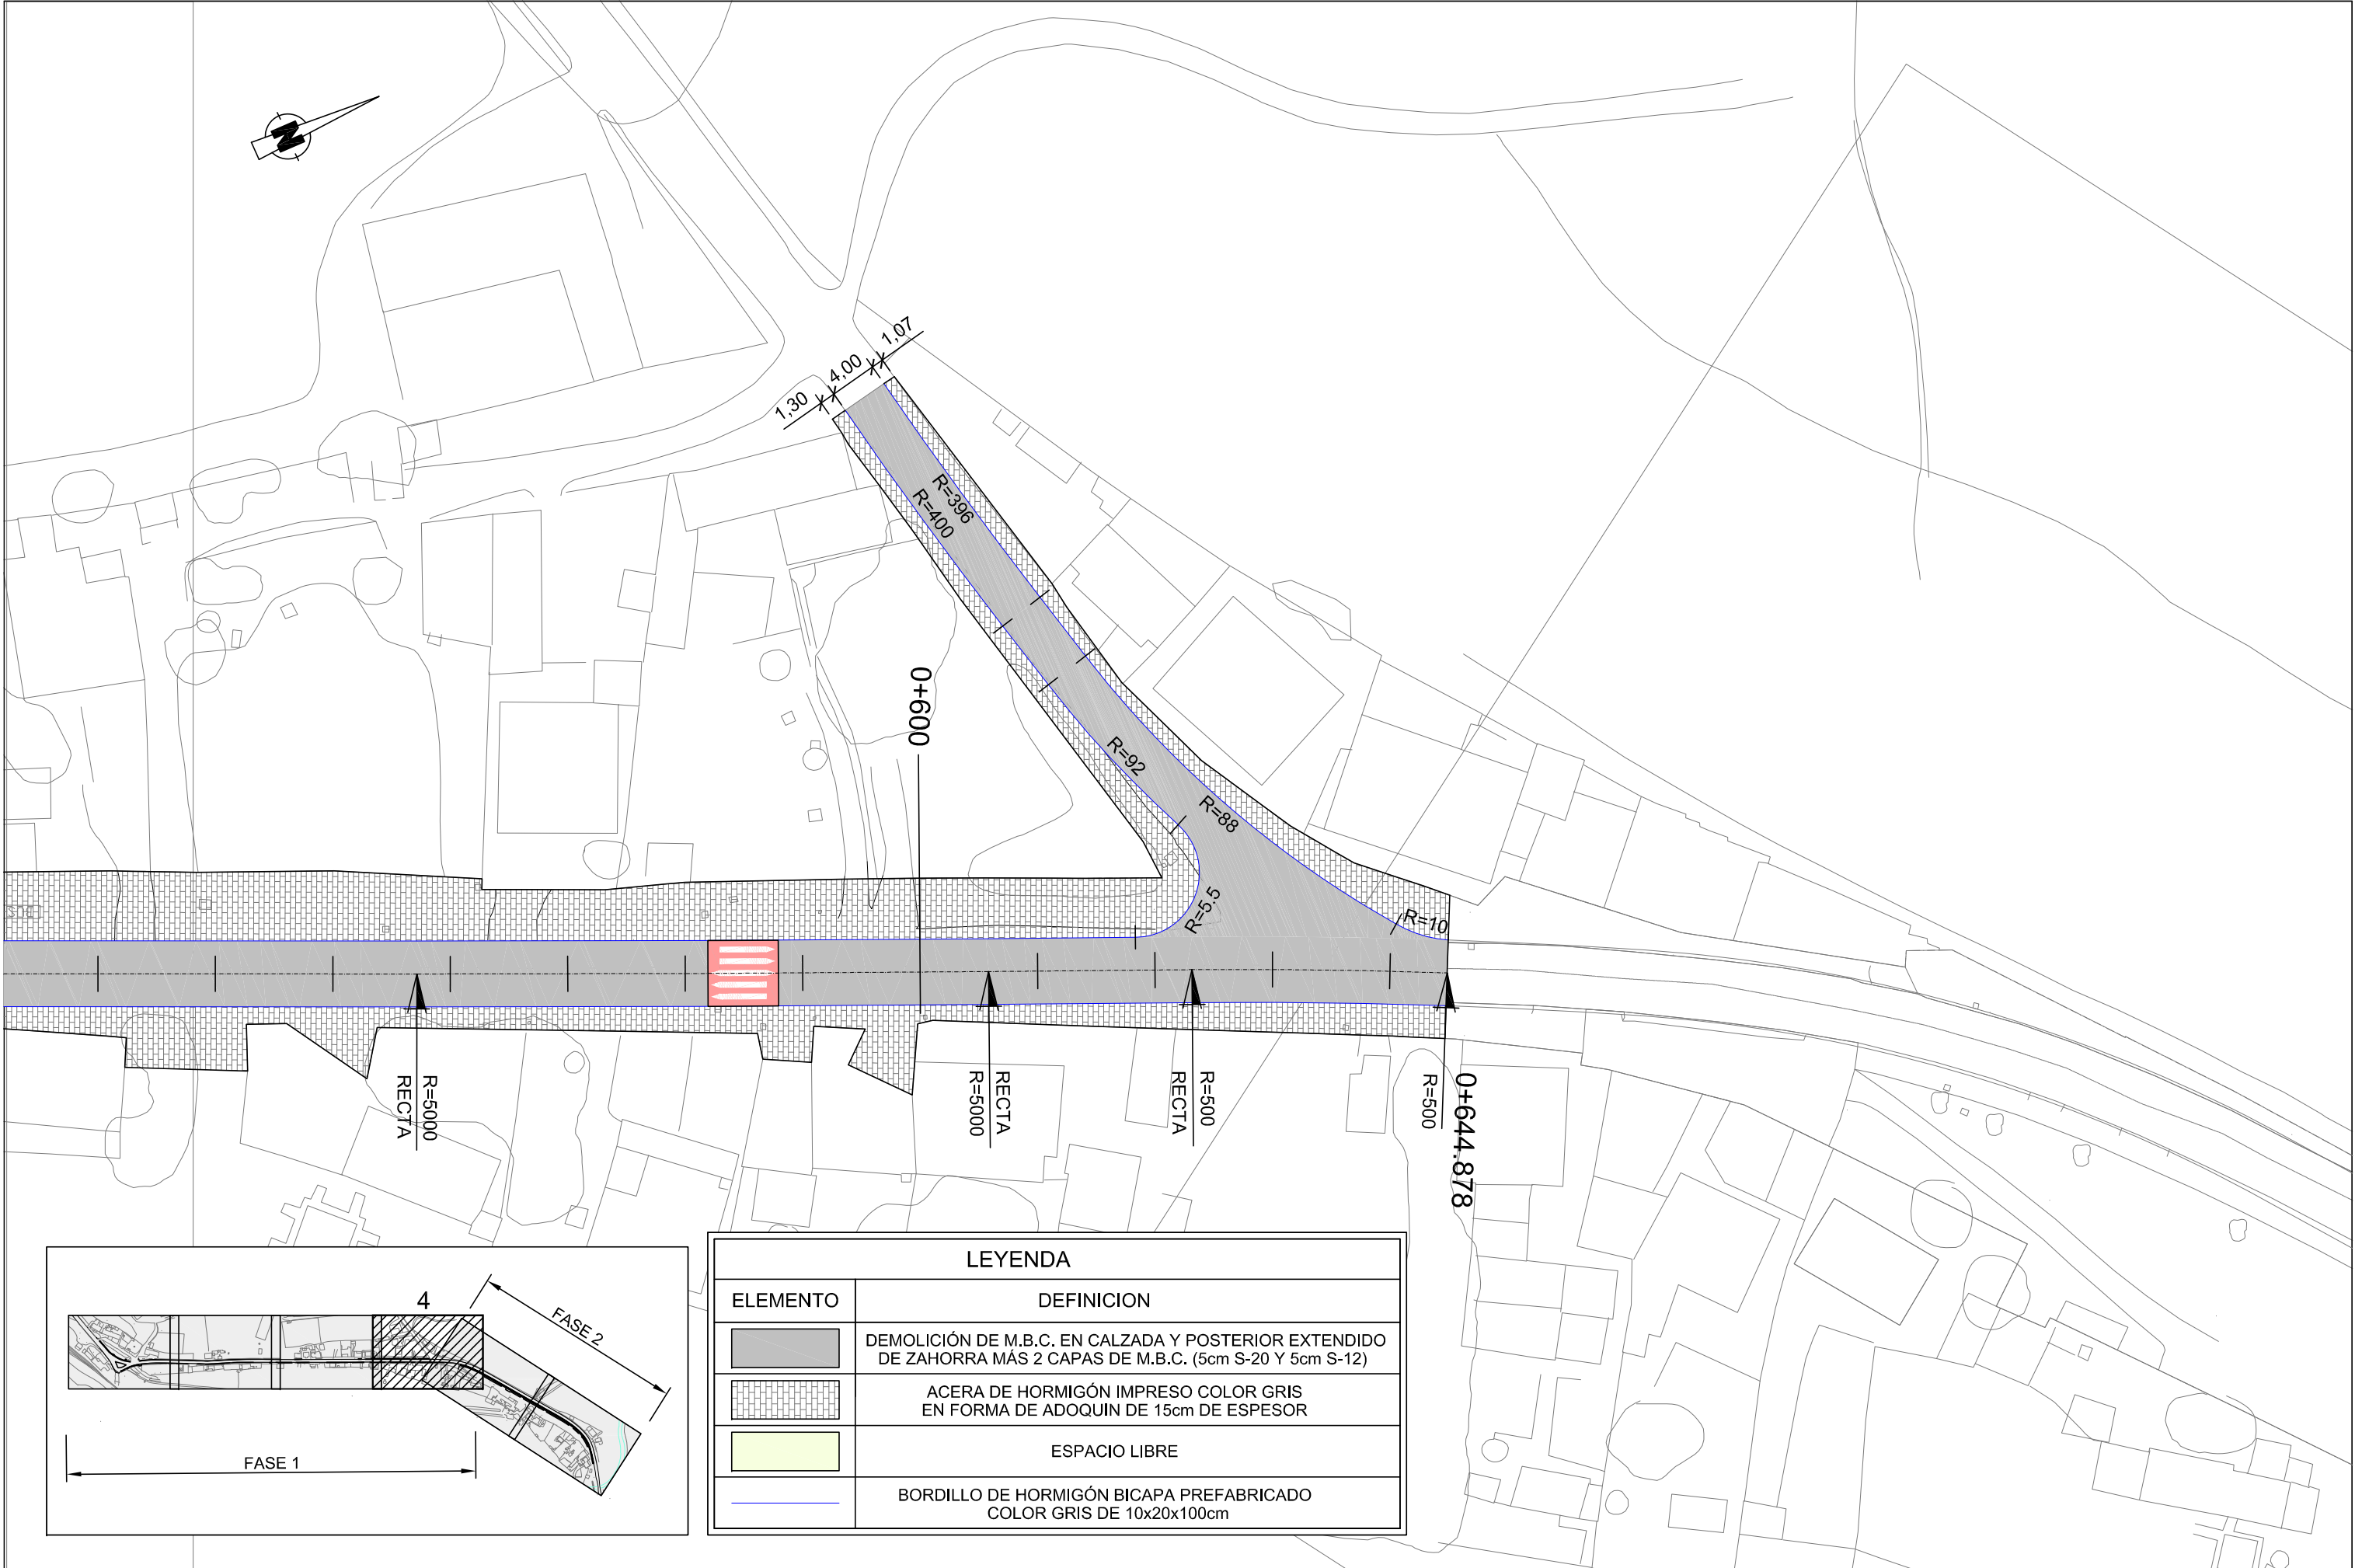 N
1,07
4,00
1,30
R=396
R=400
0+600
R=92
R=88
R=5,5
R=10
R=5000
RECTA
RECTA
R=5000
R=500
RECTA
R=500
0+644.878
4
FASE 2
FASE 1
LEYENDA
ELEMENTO
DEFINICION
DEMOLICIÓN DE M.B.C. EN CALZADA Y POSTERIOR EXTENDIDO
DE ZAHORRA MÁS 2 CAPAS DE M.B.C. (5cm S-20 Y 5cm S-12)
ACERA DE HORMIGÓN IMPRESO COLOR GRIS
EN FORMA DE ADOQUIN DE 15cm DE ESPESOR
ESPACIO LIBRE
BORDILLO DE HORMIGÓN BICAPA PREFABRICADO
COLOR GRIS DE 10x20x100cm